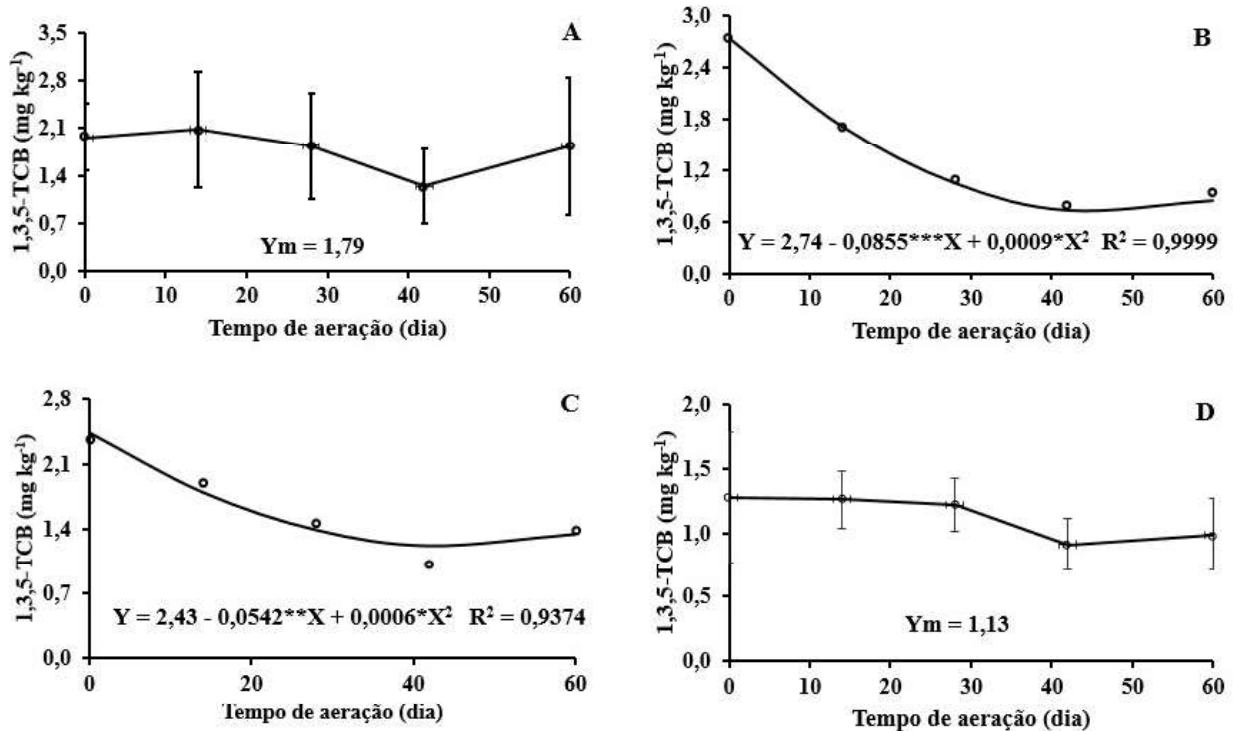 A
1,3,5-TCB (mg kg⁻¹)
3,5
2,8
2,1
1,4
0,7
0,0
Ym = 1,79
0 10 20 30 40 50 60
Tempo de aeração (dia)
B
1,3,5-TCB (mg kg⁻¹)
3,0
2,4
1,8
1,2
0,6
0,0
Y = 2,74 - 0,0855***X + 0,0009*X² R² = 0,9999
0 10 20 30 40 50 60
Tempo de aeração (dia)
C
1,3,5-TCB (mg kg⁻¹)
2,8
2,1
1,4
0,7
0,0
Y = 2,43 - 0,0542**X + 0,0006*X² R² = 0,9374
0 20 40 60
Tempo de aeração (dia)
D
1,3,5-TCB (mg kg⁻¹)
2,0
1,5
1,0
0,5
0,0
Ym = 1,13
0 10 20 30 40 50 60
Tempo de aeração (dia)